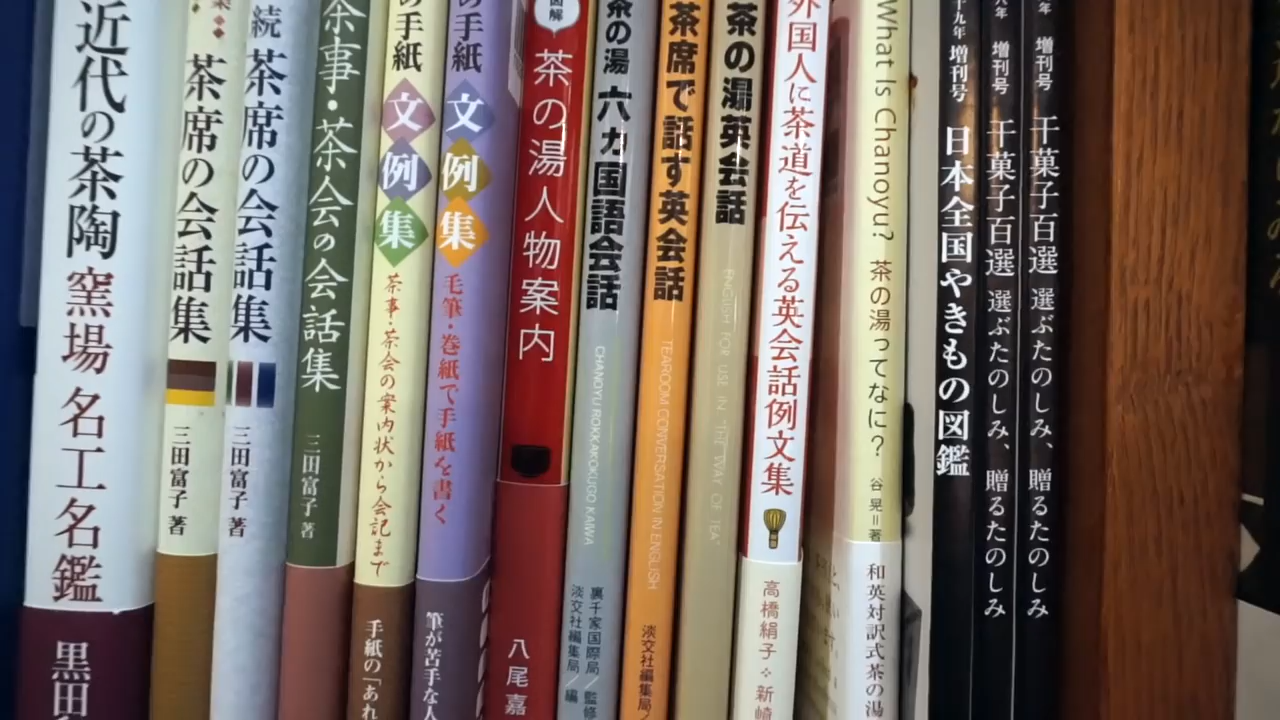 近代の茶陶 窯場 名工名鑑
黒田
茶席の会話集
三田富子 著
続 茶席の会話集
三田富子 著
茶事・茶会の会話集
三田富子 著
の手紙 文例集
茶事・茶会の案内状から会記まで
手紙の「あれ
の手紙 文例集
毛筆・巻紙で手紙を書く
筆が苦手な人
図解
茶の湯人物案内
八尾嘉
茶の湯 六カ国語会話
CHANOYU ROKKAKOKUGO KAIWA
裏千家国際局/監修
淡交社編集局/編
茶席で話す英会話
TEAROOM CONVERSATION IN ENGLISH
淡交社編集局/
茶の湯英会話
ENGLISH FOR USE IN "THE WAY OF TEA"
外国人に茶道を伝える英会話例文集
高橋絹子 新崎
What Is Chanoyu? 茶の湯ってなに?
谷 晃=著
和英対訳式茶の湯
十九年 増刊号
日本全国やきもの図鑑
八年 増刊号
干菓子百選 選ぶたのしみ、贈るたのしみ
年 増刊号
干菓子百選 選ぶたのしみ、贈るたのしみ